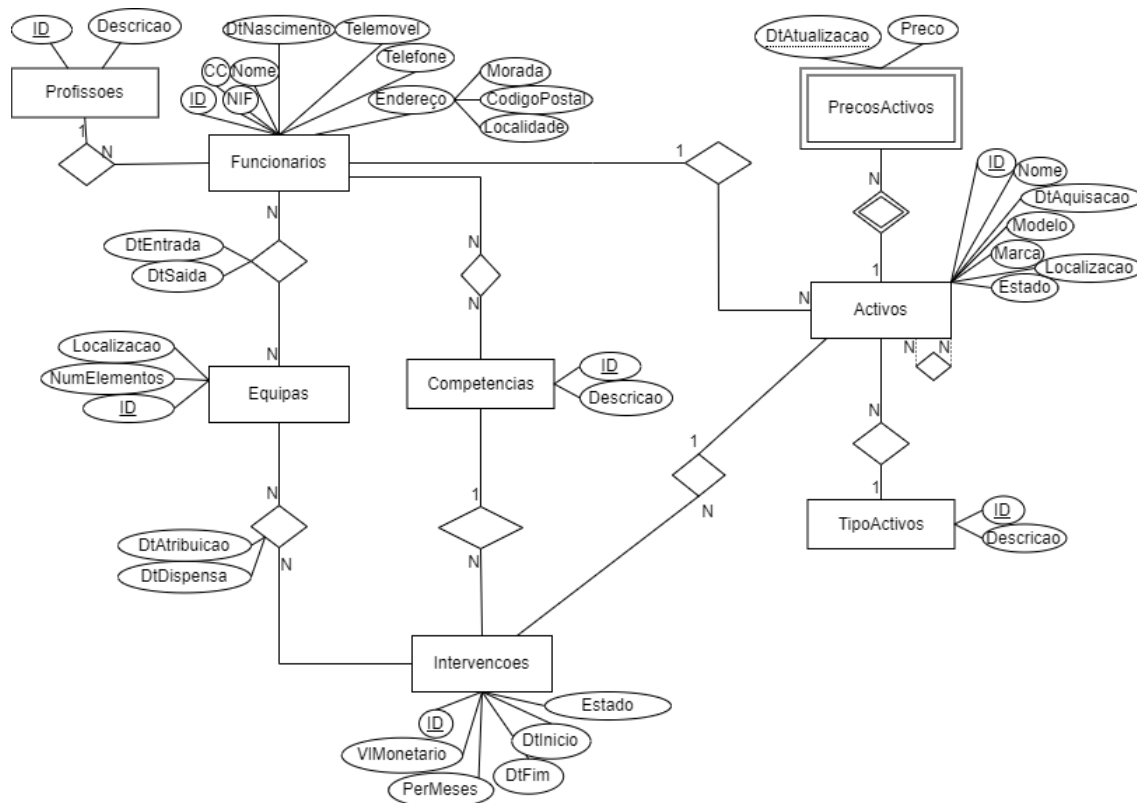 ID
Descricao
Profissoes
1
N
DtNascimento
Telemovel
CC
Nome
Telefone
ID
NIF
Endereço
Morada
CodigoPostal
Localidade
Funcionarios
DtAtualizacao
Preco
PrecosActivos
N
1
ID
Nome
DtAquisacao
Modelo
Marca
Localizacao
Estado
1
N
Activos
N
N
N
DtEntrada
DtSaida
N
N
N
Localizacao
NumElementos
ID
Equipas
Competencias
ID
Descricao
N
1
TipoActivos
ID
Descricao
1
N
N
DtAtribuicao
DtDispensa
N
1
N
Intervencoes
ID
Estado
VlMonetario
DtInicio
PerMeses
DtFim